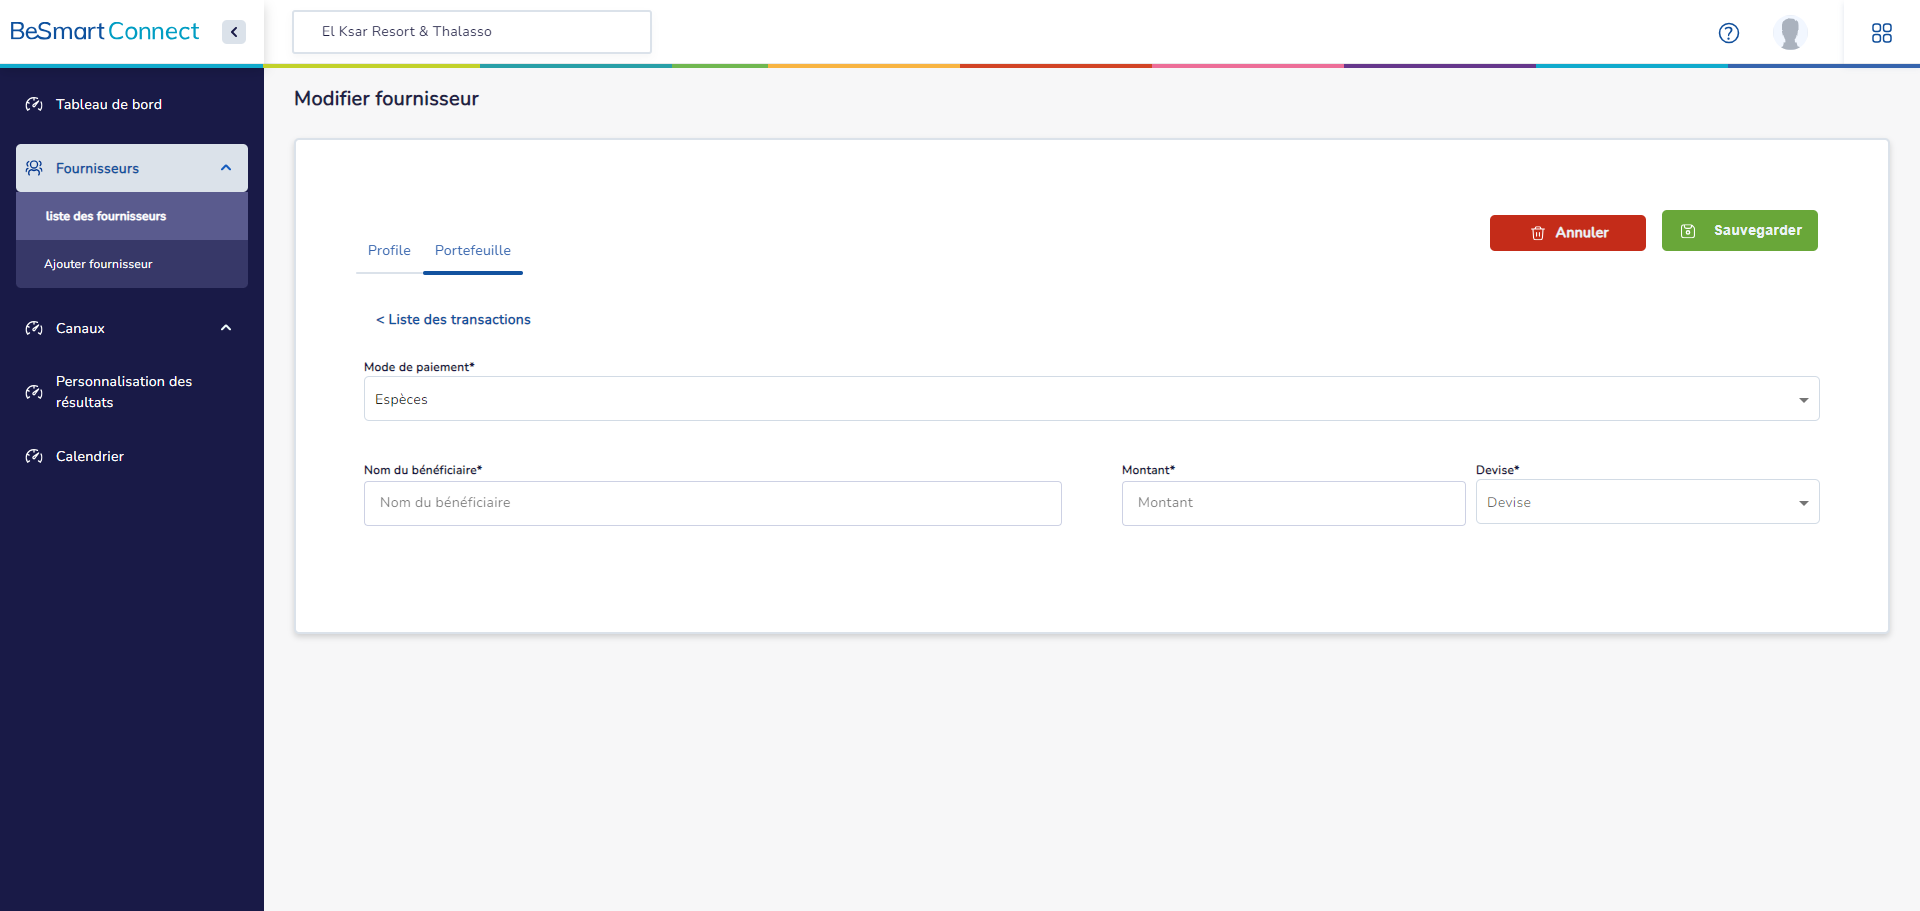 BeSmart Connect
El Ksar Resort & Thalasso
Tableau de bord
Fournisseurs
liste des fournisseurs
Ajouter fournisseur
Canaux
Personnalisation des
résultats
Calendrier
Modifier fournisseur
Annuler
Sauvegarder
Profile
Portefeuille
< Liste des transactions
Mode de paiement*
Espèces
Nom du bénéficiaire*
Nom du bénéficiaire
Montant*
Montant
Devise*
Devise